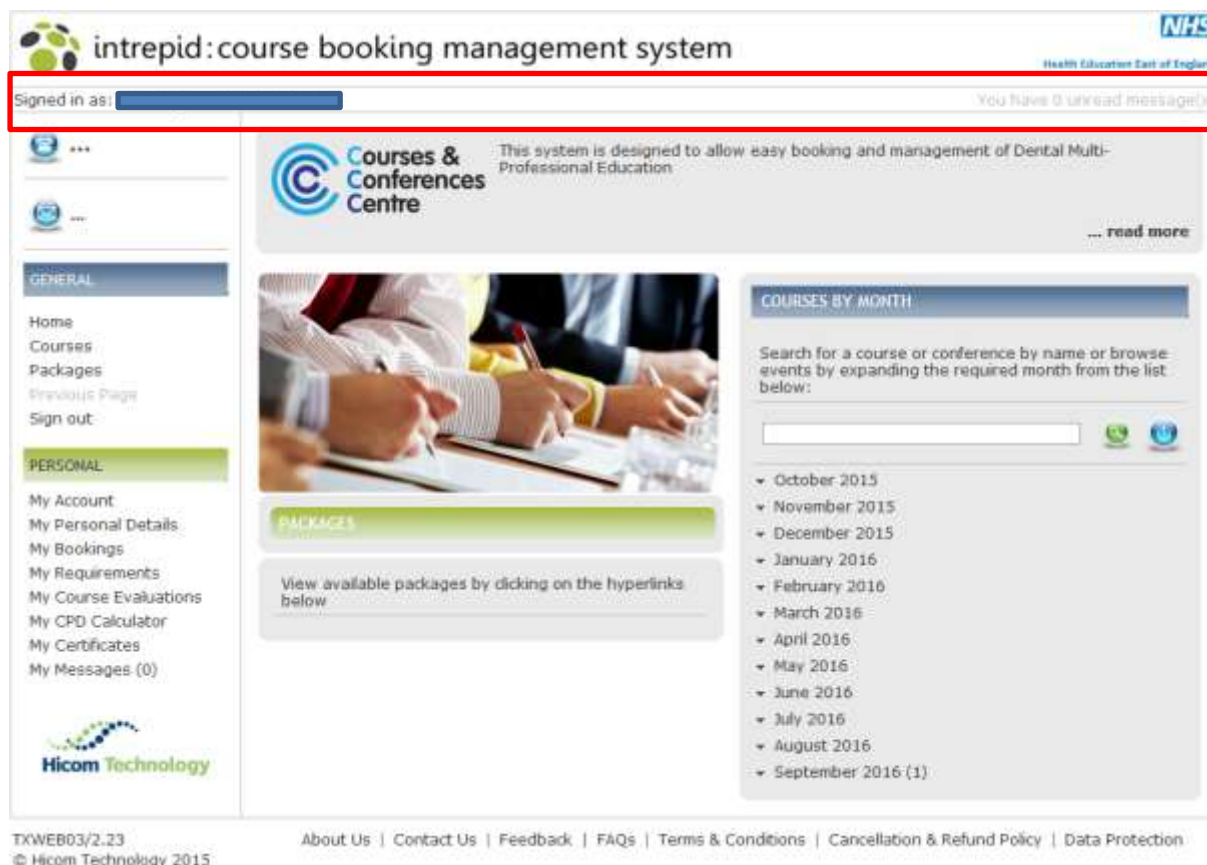 intrepid:course booking management system
NHS
Health Education East of England
Signed in as:
You have 0 unread message(s
...
...
Courses &
Conferences
Centre
This system is designed to allow easy booking and management of Dental Multi-
Professional Education
... read more
GENERAL
Home
Courses
Packages
Previous Page
Sign out
PERSONAL
My Account
My Personal Details
My Bookings
My Requirements
My Course Evaluations
My CPD Calculator
My Certificates
My Messages (0)
Hicom Technology
PACKAGES
View available packages by clicking on the hyperlinks
below
COURSES BY MONTH
Search for a course or conference by name or browse
events by expanding the required month from the list
below:
October 2015
November 2015
December 2015
January 2016
February 2016
March 2016
April 2016
May 2016
June 2016
July 2016
August 2016
September 2016 (1)
TXWEB03/2.23
© Hicom Technology 2015
About Us | Contact Us | Feedback | FAQs | Terms & Conditions | Cancellation & Refund Policy | Data Protection